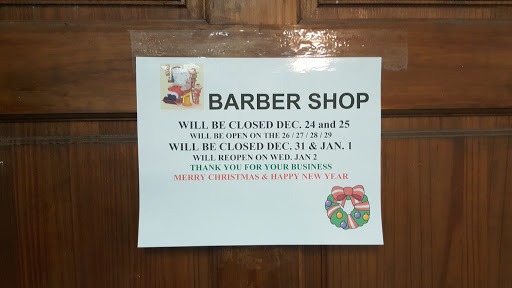 BARBER SHOP
WILL BE CLOSED DEC. 24 and 25
WILL BE OPEN ON THE 26 / 27 / 28 / 29
WILL BE CLOSED DEC. 31 & JAN. 1
WILL REOPEN ON WED. JAN 2
THANK YOU FOR YOUR BUSINESS
MERRY CHRISTMAS & HAPPY NEW YEAR